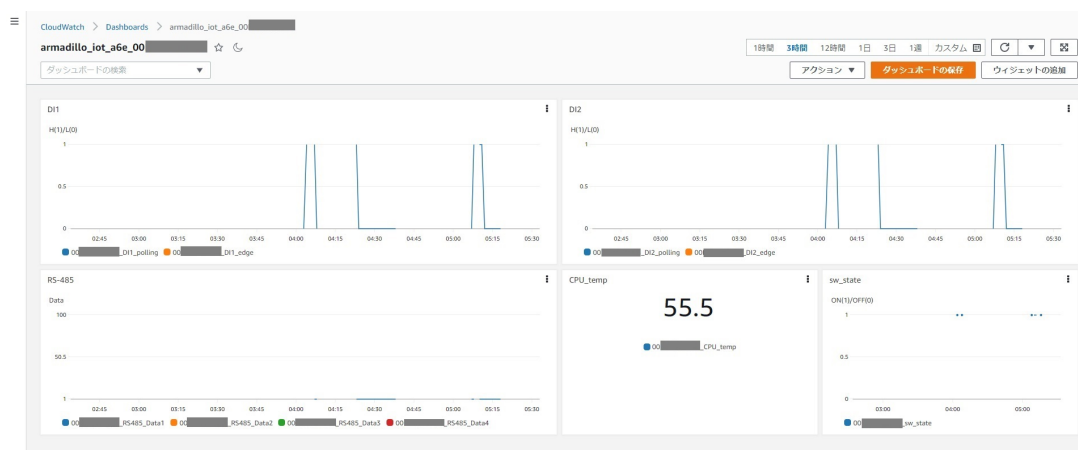 CloudWatch > Dashboards > armadillo_iot_a6e_00
armadillo_iot_a6e_00
1時間 3時間 12時間 1日 3日 1週 カスタム
ダッシュボードの検索
アクション ダッシュボードの保存 ウィジェットの追加
DI1
H(1)/L(0)
1
0.5
0
02:45 03:00 03:15 03:30 03:45 04:00 04:15 04:30 04:45 05:00 05:15 05:30
00 _DI1_polling 00 _DI1_edge
DI2
H(1)/L(0)
1
0.5
0
02:45 03:00 03:15 03:30 03:45 04:00 04:15 04:30 04:45 05:00 05:15 05:30
00 _DI2_polling 00 _DI2_edge
RS-485
Data
100
50.5
1
02:45 03:00 03:15 03:30 03:45 04:00 04:15 04:30 04:45 05:00 05:15 05:30
00 _RS485_Data1 00 _RS485_Data2 00 _RS485_Data3 00 _RS485_Data4
CPU_temp
55.5
00 _CPU_temp
sw_state
ON(1)/OFF(0)
1
0.5
0
03:00 04:00 05:00
00 _sw_state